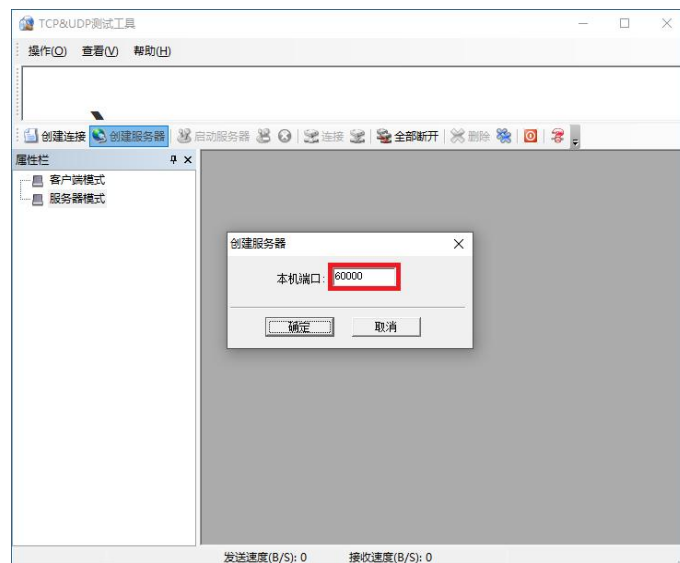 TCP&UDP测试工具
操作(O) 查看(V) 帮助(H)
创建连接 创建服务器 启动服务器 连接 全部断开 删除
属性栏
客户端模式
服务器模式
创建服务器
本机端口: 60000
确定 取消
发送速度(B/S): 0 接收速度(B/S): 0